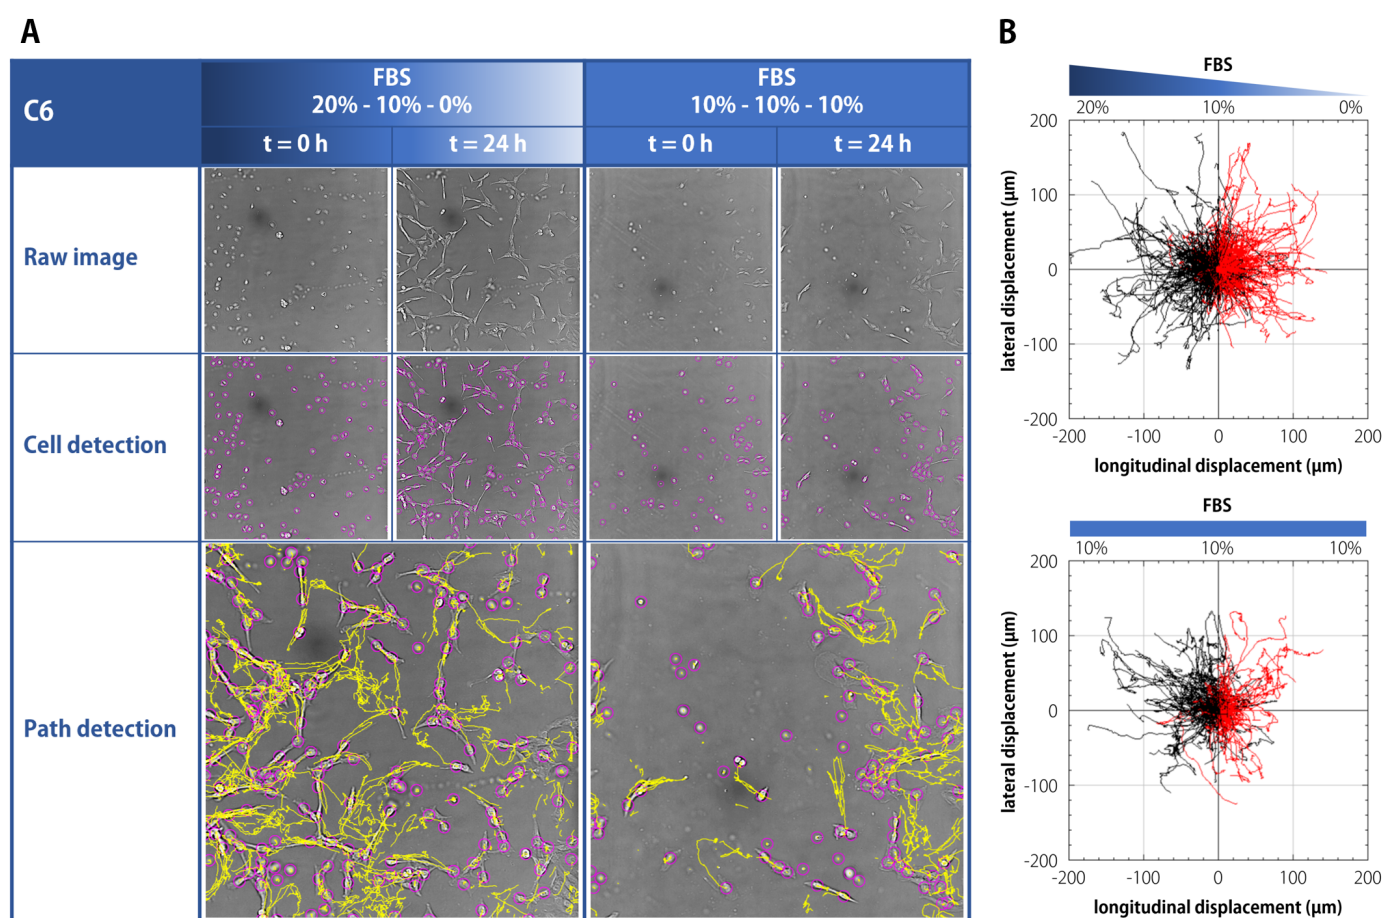 A
C6
FBS
20% - 10% - 0%
FBS
10% - 10% - 10%
t = 0 h
t = 24 h
t = 0 h
t = 24 h
Raw image
Cell detection
Path detection
B
FBS
20% 10% 0%
200
100
0
-100
-200
-200 -100 0 100 200
lateral displacement (µm)
longitudinal displacement (µm)
FBS
10% 10% 10%
200
100
0
-100
-200
-200 -100 0 100 200
lateral displacement (µm)
longitudinal displacement (µm)